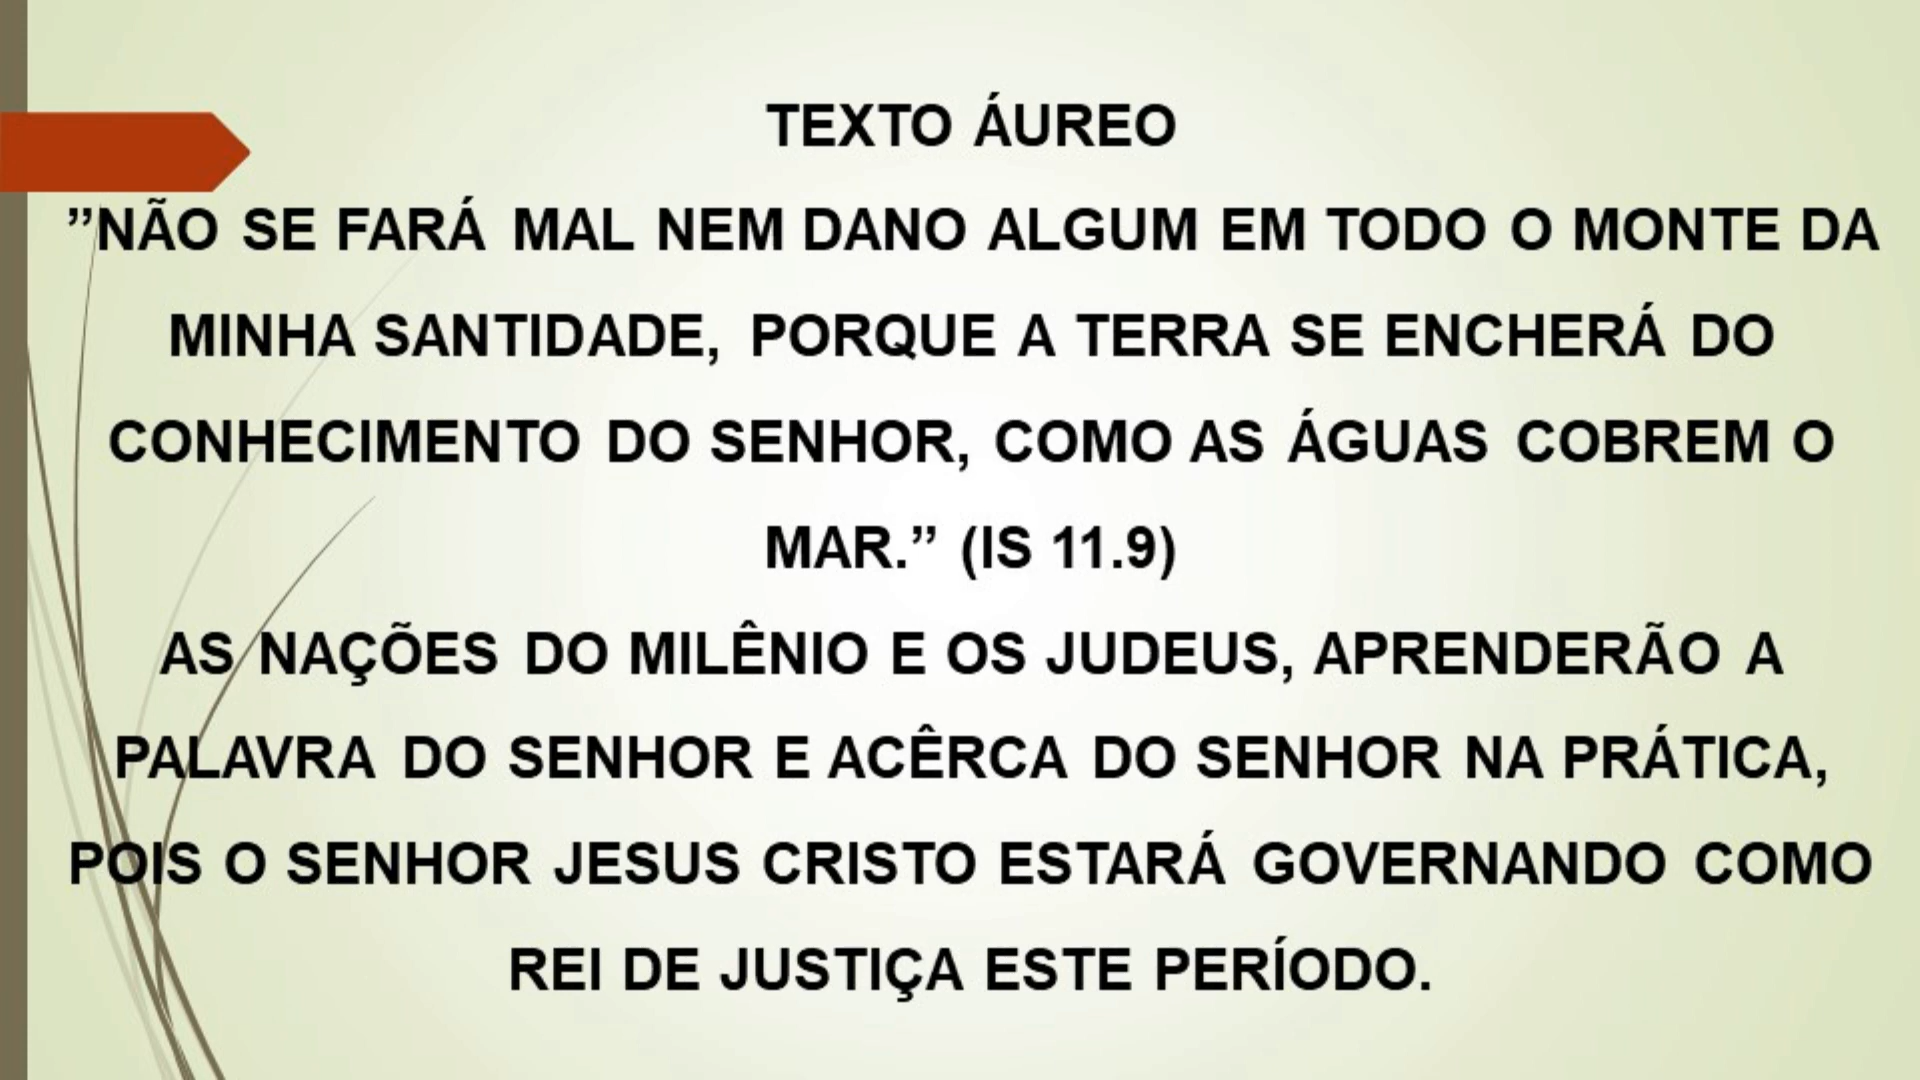 TEXTO ÁUREO
”NÃO SE FARÁ MAL NEM DANO ALGUM EM TODO O MONTE DA
MINHA SANTIDADE, PORQUE A TERRA SE ENCHERÁ DO
CONHECIMENTO DO SENHOR, COMO AS ÁGUAS COBREM O
MAR.” (IS 11.9)
AS NAÇÕES DO MILÊNIO E OS JUDEUS, APRENDERÃO A
PALAVRA DO SENHOR E ACÊRCA DO SENHOR NA PRÁTICA,
POIS O SENHOR JESUS CRISTO ESTARÁ GOVERNANDO COMO
REI DE JUSTIÇA ESTE PERÍODO.